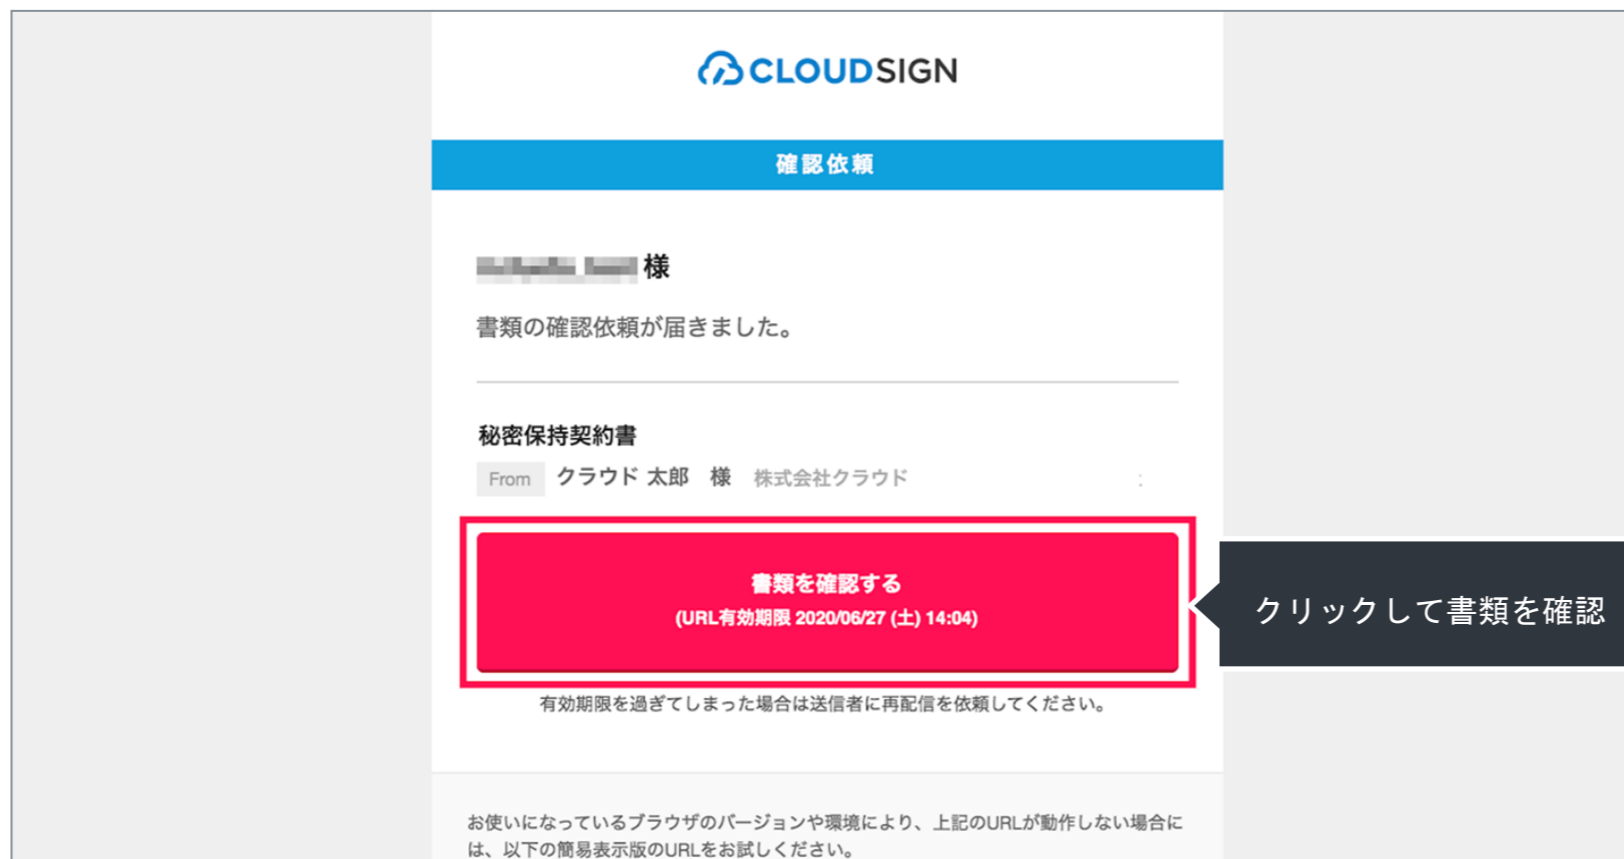 CLOUDSIGN
確認依頼
様
書類の確認依頼が届きました。
秘密保持契約書
From クラウド 太郎 様 株式会社クラウド :
書類を確認する
(URL有効期限 2020/06/27 (土) 14:04)
クリックして書類を確認
有効期限を過ぎてしまった場合は送信者に再配信を依頼してください。
お使いになっているブラウザのバージョンや環境により、上記のURLが動作しない場合に
は、以下の簡易表示版のURLをお試しください。